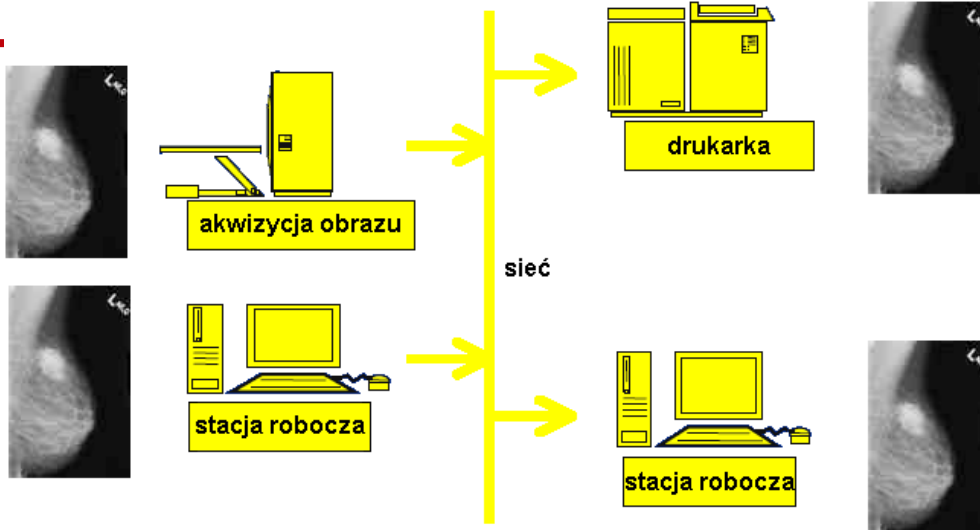 akwizycja obrazu
stacja robocza
sieć
drukarka
stacja robocza